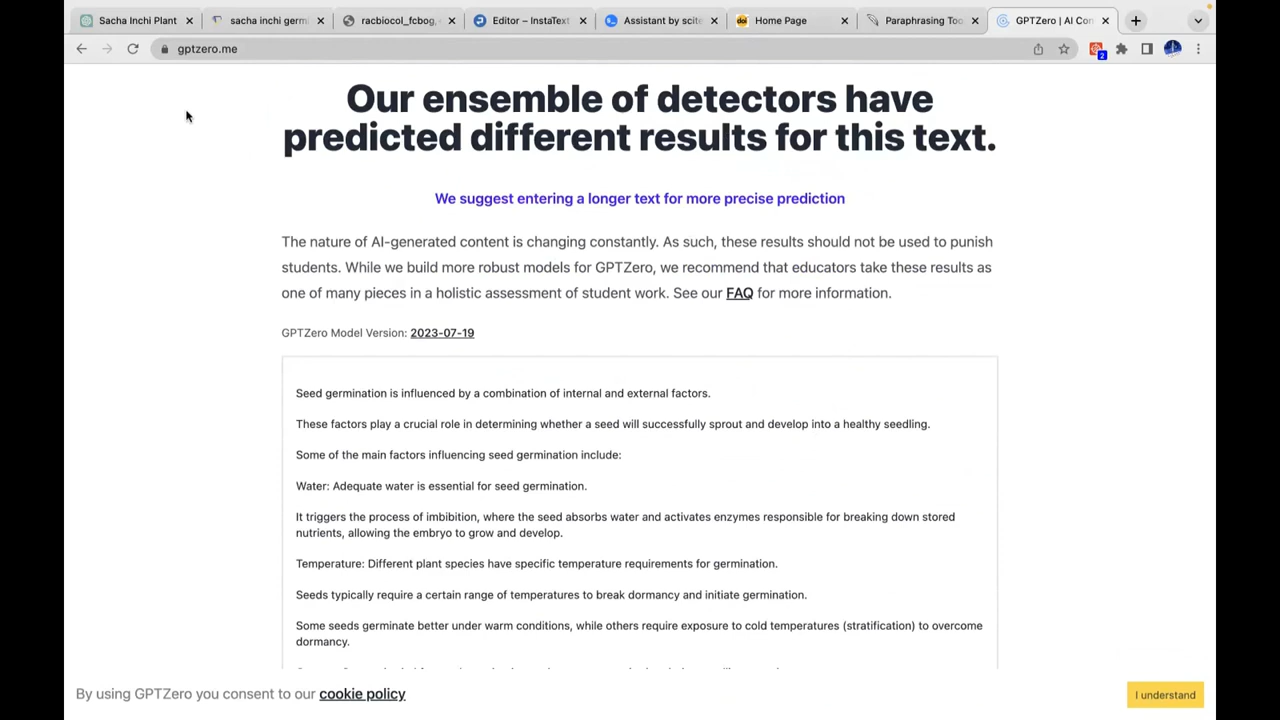 Sacha Inchi Plant
sacha inchi germi
racbiocol_fcbog,
Editor – InstaText
Assistant by scite
Home Page
Paraphrasing Too
GPTZero | AI Con
gptzero.me
2
Our ensemble of detectors have
predicted different results for this text.
We suggest entering a longer text for more precise prediction
The nature of AI-generated content is changing constantly. As such, these results should not be used to punish
students. While we build more robust models for GPTZero, we recommend that educators take these results as
one of many pieces in a holistic assessment of student work. See our FAQ for more information.
GPTZero Model Version: 2023-07-19
Seed germination is influenced by a combination of internal and external factors.
These factors play a crucial role in determining whether a seed will successfully sprout and develop into a healthy seedling.
Some of the main factors influencing seed germination include:
Water: Adequate water is essential for seed germination.
It triggers the process of imbibition, where the seed absorbs water and activates enzymes responsible for breaking down stored
nutrients, allowing the embryo to grow and develop.
Temperature: Different plant species have specific temperature requirements for germination.
Seeds typically require a certain range of temperatures to break dormancy and initiate germination.
Some seeds germinate better under warm conditions, while others require exposure to cold temperatures (stratification) to overcome
dormancy.
By using GPTZero you consent to our cookie policy
I understand